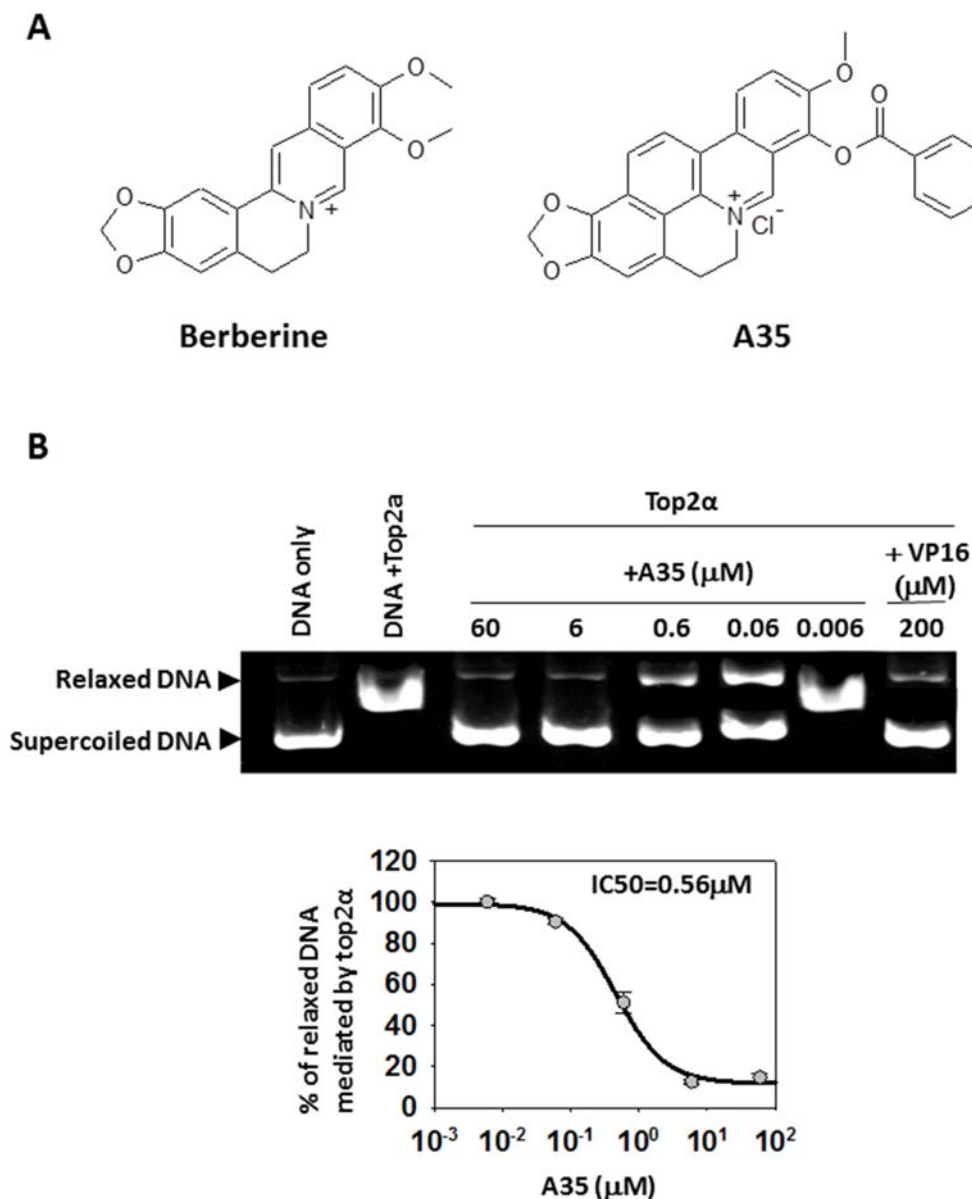 A
O
O
O
O
N
+
Berberine
O
O
O
O
O
N
+
Cl-
A35
B
DNA only
DNA +Top2a
Top2α
+A35 (μM)
+ VP16
(μM)
60 6 0.6 0.06 0.006 200
Relaxed DNA
Supercoiled DNA
IC50=0.56μM
% of relaxed DNA
mediated by top2α
120
100
80
60
40
20
0
10-3 10-2 10-1 100 101 102
A35 (μM)